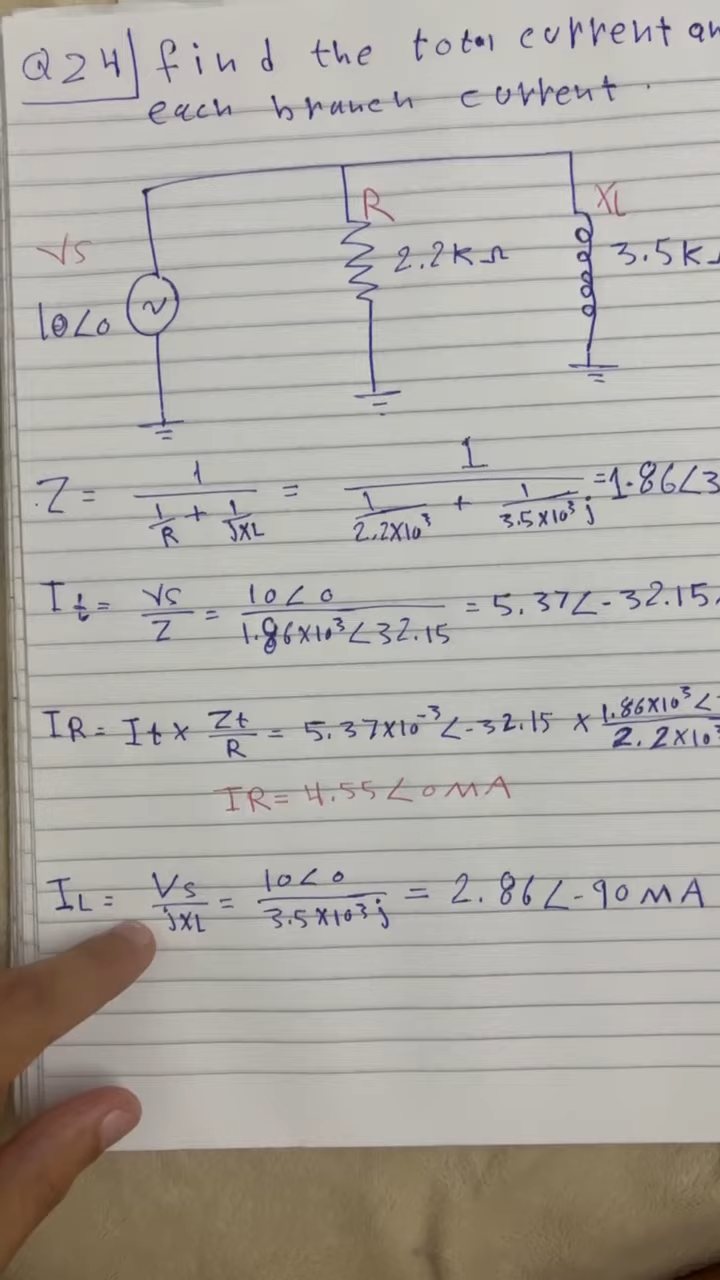 Q24 find the total current an
each branch current.
R XL
Vs 2.2KΩ 3.5K
10∠0
Z = 1 / (1/R + 1/jXL) = 1 / (1/2.2×10³ + 1/3.5×10³j) = 1.86∠3
It = Vs/Z = 10∠0 / 1.86×10³∠32.15 = 5.37∠-32.15
IR = It × Zt/R = 5.37×10⁻³∠-32.15 × 1.86×10³∠ / 2.2×10
IR = 4.55∠0 MA
IL = Vs/jXL = 10∠0 / 3.5×10³j = 2.86∠-90 MA